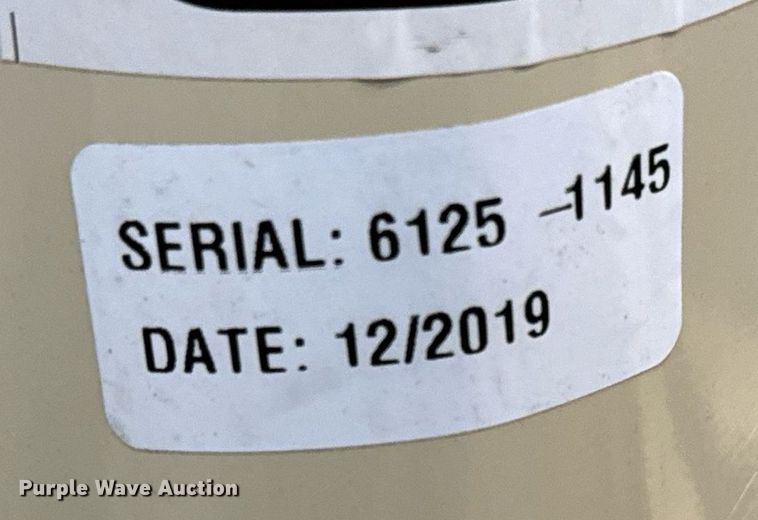 SERIAL: 6125 -1145
DATE: 12/2019
Purple Wave Auction